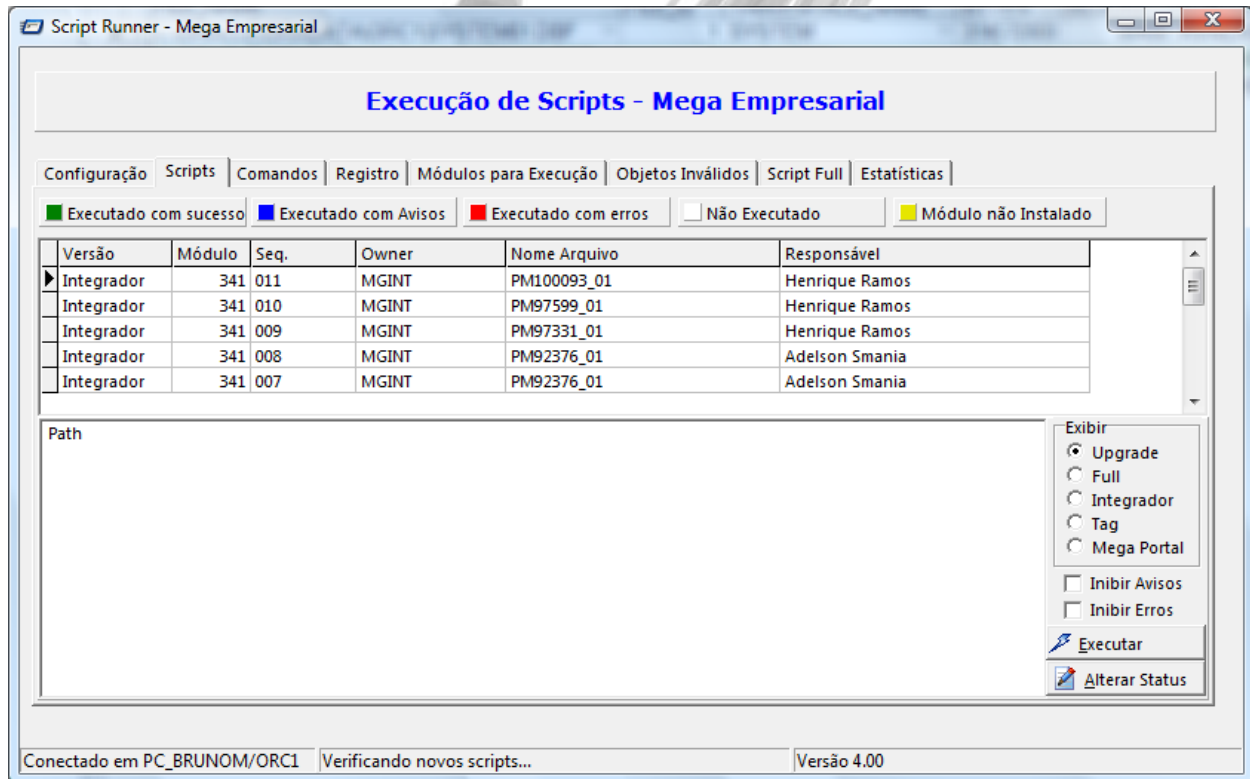 Script Runner - Mega Empresarial
Execução de Scripts - Mega Empresarial
Configuração Scripts Comandos Registro Módulos para Execução Objetos Inválidos Script Full Estatísticas
Executado com sucesso Executado com Avisos Executado com erros Não Executado Módulo não Instalado
Versão Módulo Seq. Owner Nome Arquivo Responsável
Integrador 341 011 MGINT PM100093_01 Henrique Ramos
Integrador 341 010 MGINT PM97599_01 Henrique Ramos
Integrador 341 009 MGINT PM97331_01 Henrique Ramos
Integrador 341 008 MGINT PM92376_01 Adelson Smania
Integrador 341 007 MGINT PM92376_01 Adelson Smania
Path
Exibir
Upgrade
Full
Integrador
Tag
Mega Portal
Inibir Avisos
Inibir Erros
Executar
Alterar Status
Conectado em PC_BRUNOM/ORC1 Verificando novos scripts... Versão 4.00